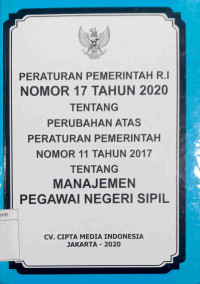 PERATURAN PEMERINTAH R.I
NOMOR 17 TAHUN 2020
TENTANG
PERUBAHAN ATAS
PERATURAN PEMERINTAH
NOMOR 11 TAHUN 2017
TENTANG
MANAJEMEN
PEGAWAI NEGERI SIPIL
CV. CIPTA MEDIA INDONESIA
JAKARTA - 2020